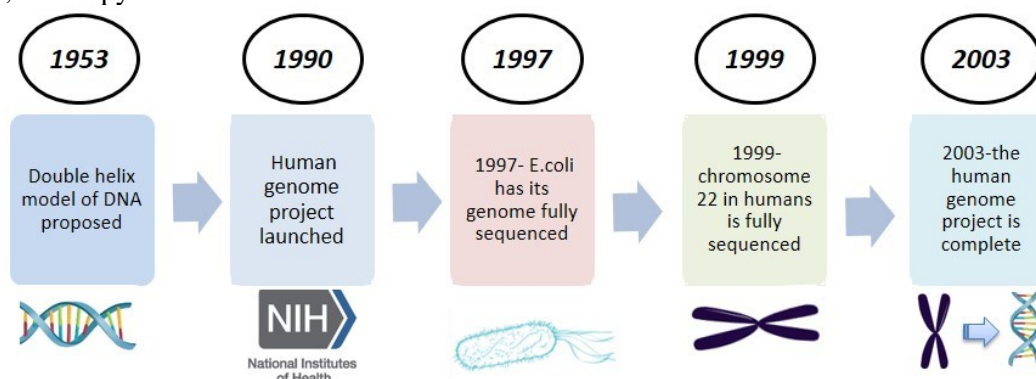 1953
1990
1997
1999
2003
Double helix
model of DNA
proposed
Human
genome
project
launched
1997- E.coli
has its
genome fully
sequenced
1999-
chromosome
22 in humans
is fully
sequenced
2003-the
human
genome
project is
complete
NIH
National Institutes
of Health